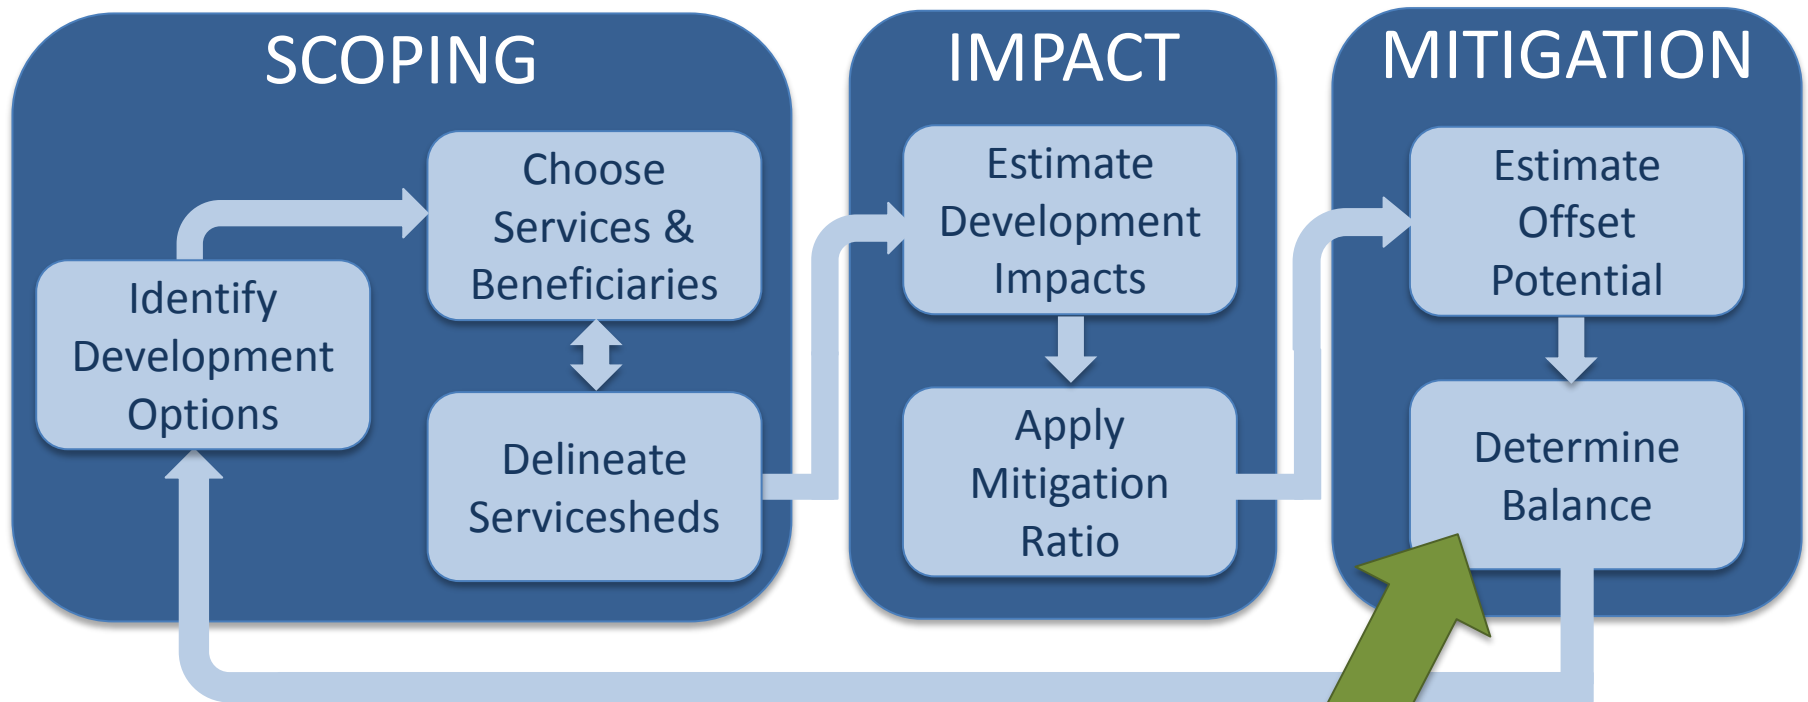 SCOPING
Identify
Development
Options
Choose
Services &
Beneficiaries
Delineate
Servicesheds
IMPACT
Estimate
Development
Impacts
Apply
Mitigation
Ratio
MITIGATION
Estimate
Offset
Potential
Determine
Balance